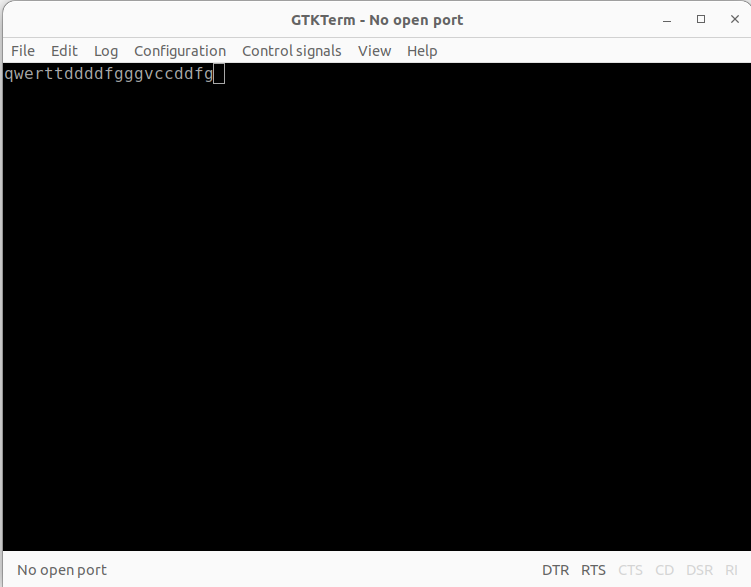 GTKTerm - No open port
File Edit Log Configuration Control signals View Help
qwerttddddfgggvccddfg
No open port DTR RTS CTS CD DSR RI